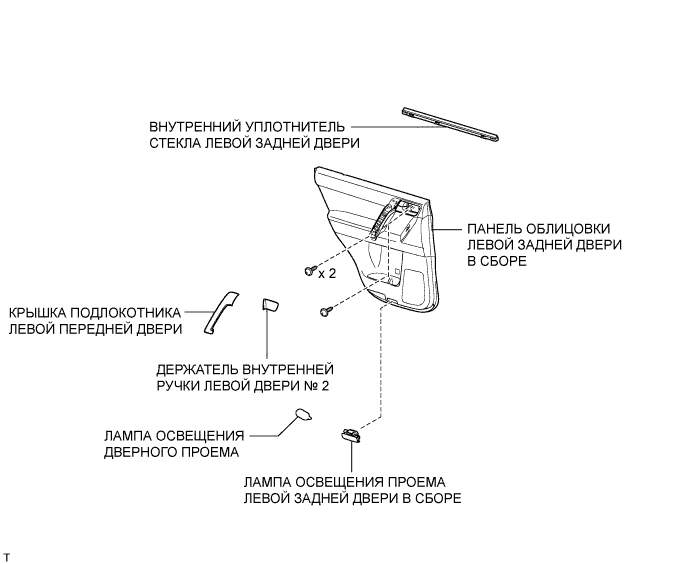 ВНУТРЕННИЙ УПЛОТНИТЕЛЬ
СТЕКЛА ЛЕВОЙ ЗАДНЕЙ ДВЕРИ
ПАНЕЛЬ ОБЛИЦОВКИ
ЛЕВОЙ ЗАДНЕЙ ДВЕРИ
В СБОРЕ
x 2
КРЫШКА ПОДЛОКОТНИКА
ЛЕВОЙ ПЕРЕДНЕЙ ДВЕРИ
ДЕРЖАТЕЛЬ ВНУТРЕННЕЙ
РУЧКИ ЛЕВОЙ ДВЕРИ № 2
ЛАМПА ОСВЕЩЕНИЯ
ДВЕРНОГО ПРОЕМА
ЛАМПА ОСВЕЩЕНИЯ ПРОЕМА
ЛЕВОЙ ЗАДНЕЙ ДВЕРИ В СБОРЕ
T